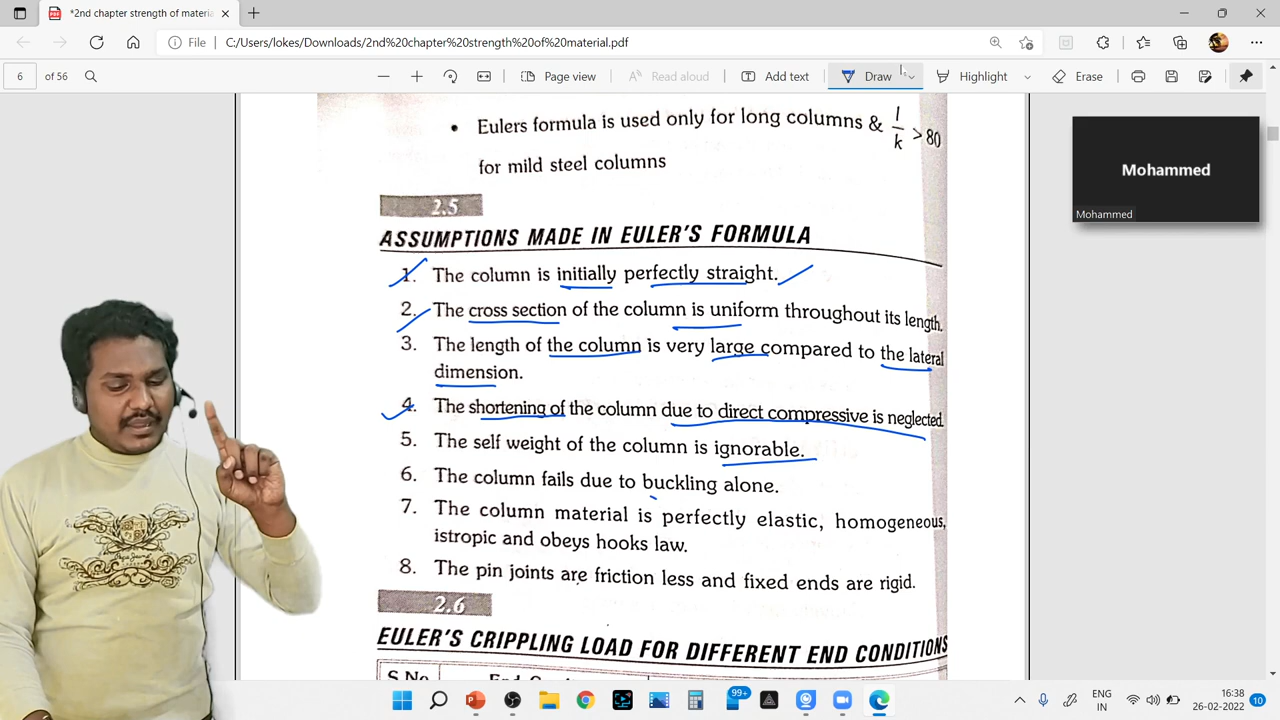 *2nd chapter strength of materia
File
C:/Users/lokes/Downloads/2nd%20chapter%20strength%20of%20material.pdf
6 of 56
Page view
Read aloud
Add text
Draw
Highlight
Erase
• Eulers formula is used only for long columns & l/k > 80
for mild steel columns
2.5
ASSUMPTIONS MADE IN EULER'S FORMULA
1. The column is initially perfectly straight.
2. The cross section of the column is uniform throughout its length.
3. The length of the column is very large compared to the lateral
dimension.
4. The shortening of the column due to direct compressive is neglected.
5. The self weight of the column is ignorable.
6. The column fails due to buckling alone.
7. The column material is perfectly elastic, homogeneous,
istropic and obeys hooks law.
8. The pin joints are friction less and fixed ends are rigid.
2.6
EULER'S CRIPPLING LOAD FOR DIFFERENT END CONDITIONS
S.No
Mohammed
Mohammed
99+
ENG
IN
16:38
26-02-2022
10